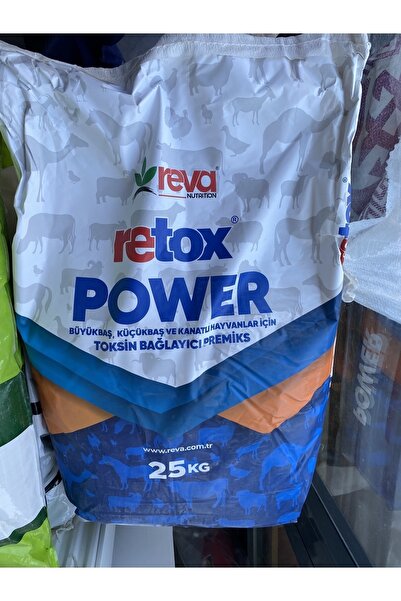 reva
NUTRITION
retox®
POWER
BÜYÜKBAŞ, KÜÇÜKBAŞ VE KANATLI HAYVANLAR İÇİN
TOKSİN BAĞLAYICI PREMİKS
www.reva.com.tr
25KG
POWER